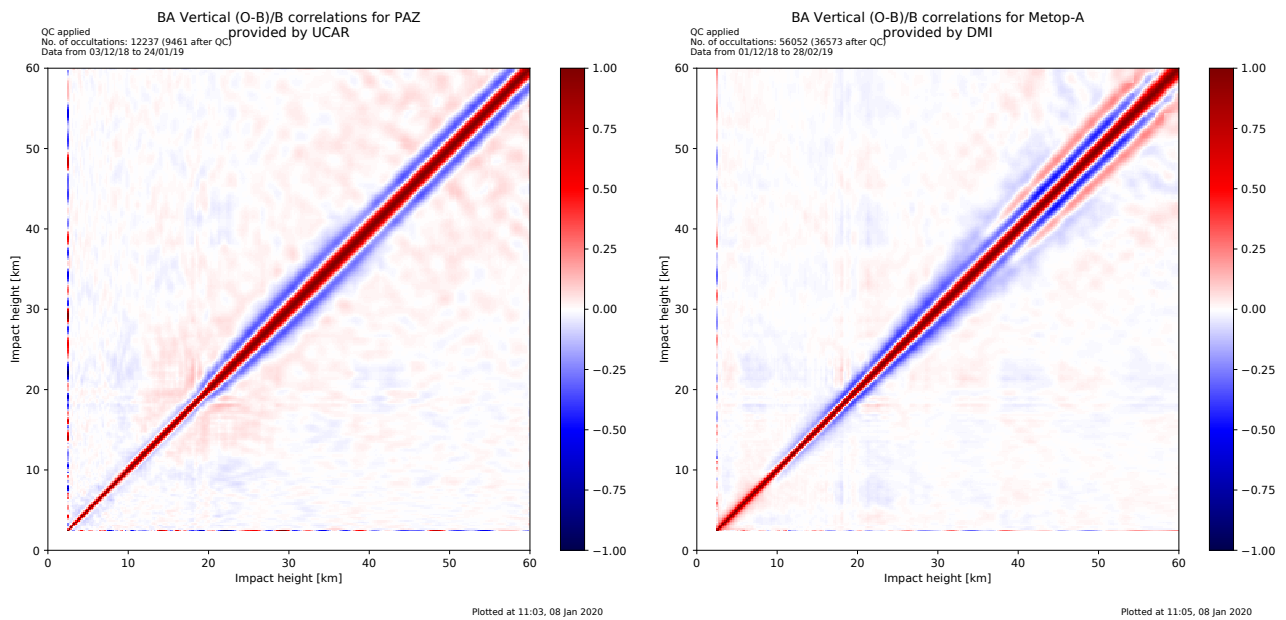 BA Vertical (O-B)/B correlations for PAZ
provided by UCAR
QC applied
No. of occultations: 12237 (9461 after QC)
Data from 03/12/18 to 24/01/19
60
50
40
30
20
10
0
Impact height [km]
0 10 20 30 40 50 60
Impact height [km]
1.00
0.75
0.50
0.25
0.00
−0.25
−0.50
−0.75
−1.00
Plotted at 11:03, 08 Jan 2020
BA Vertical (O-B)/B correlations for Metop-A
provided by DMI
QC applied
No. of occultations: 56052 (36573 after QC)
Data from 01/12/18 to 28/02/19
60
50
40
30
20
10
0
Impact height [km]
0 10 20 30 40 50 60
Impact height [km]
1.00
0.75
0.50
0.25
0.00
−0.25
−0.50
−0.75
−1.00
Plotted at 11:05, 08 Jan 2020